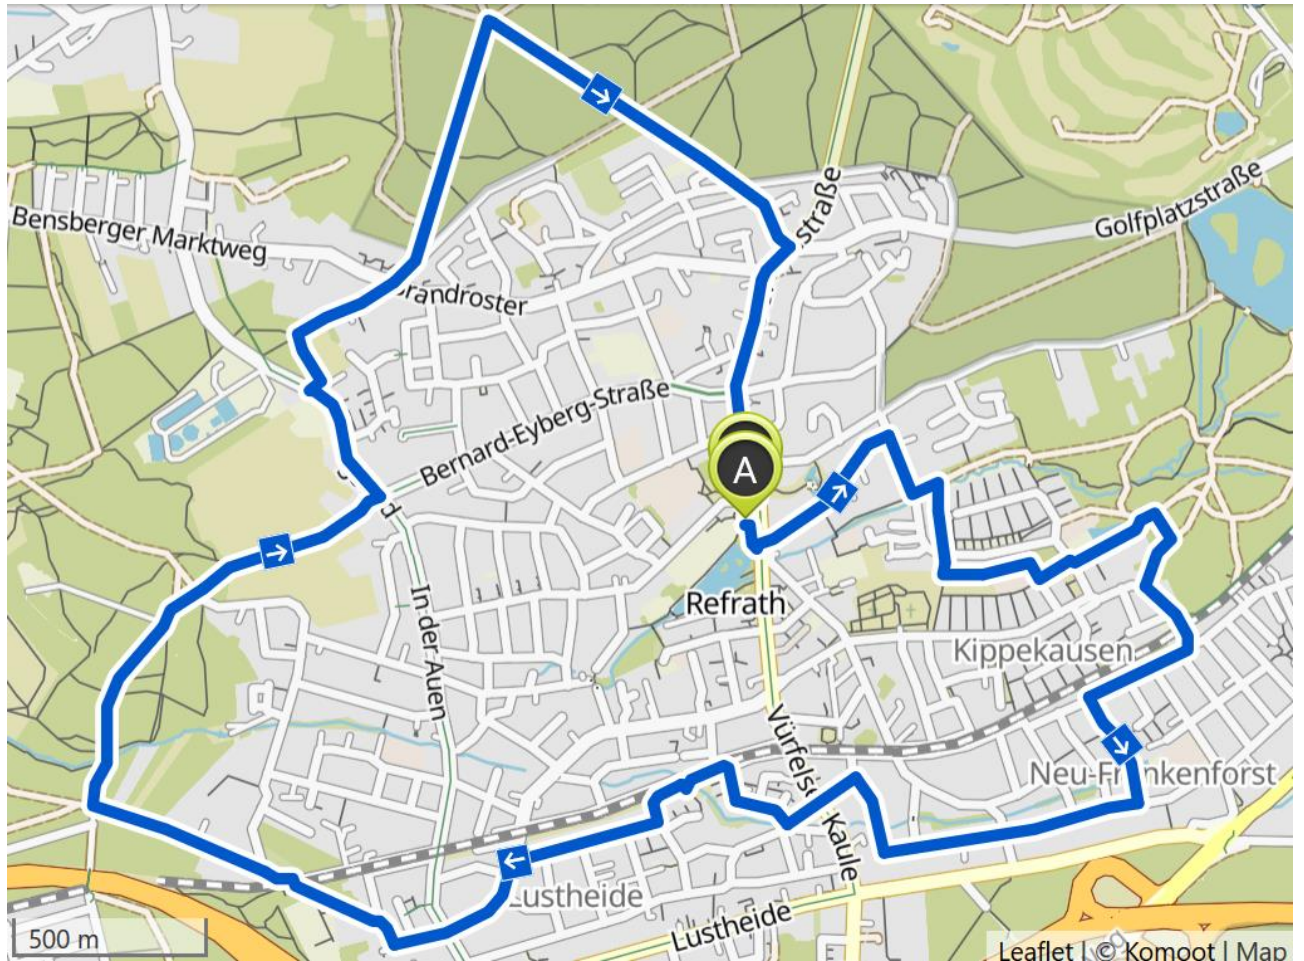 straße
Golfplatzstraße
Bensberger Marktweg
Brandroster
Bernard-Eyberg-Straße
A
In-der-Auen
Refrath
Kippekausen
Neu-Frankenforst
Kaule
Lustheide
Lustheide
500 m
Leaflet | © Komoot | Map